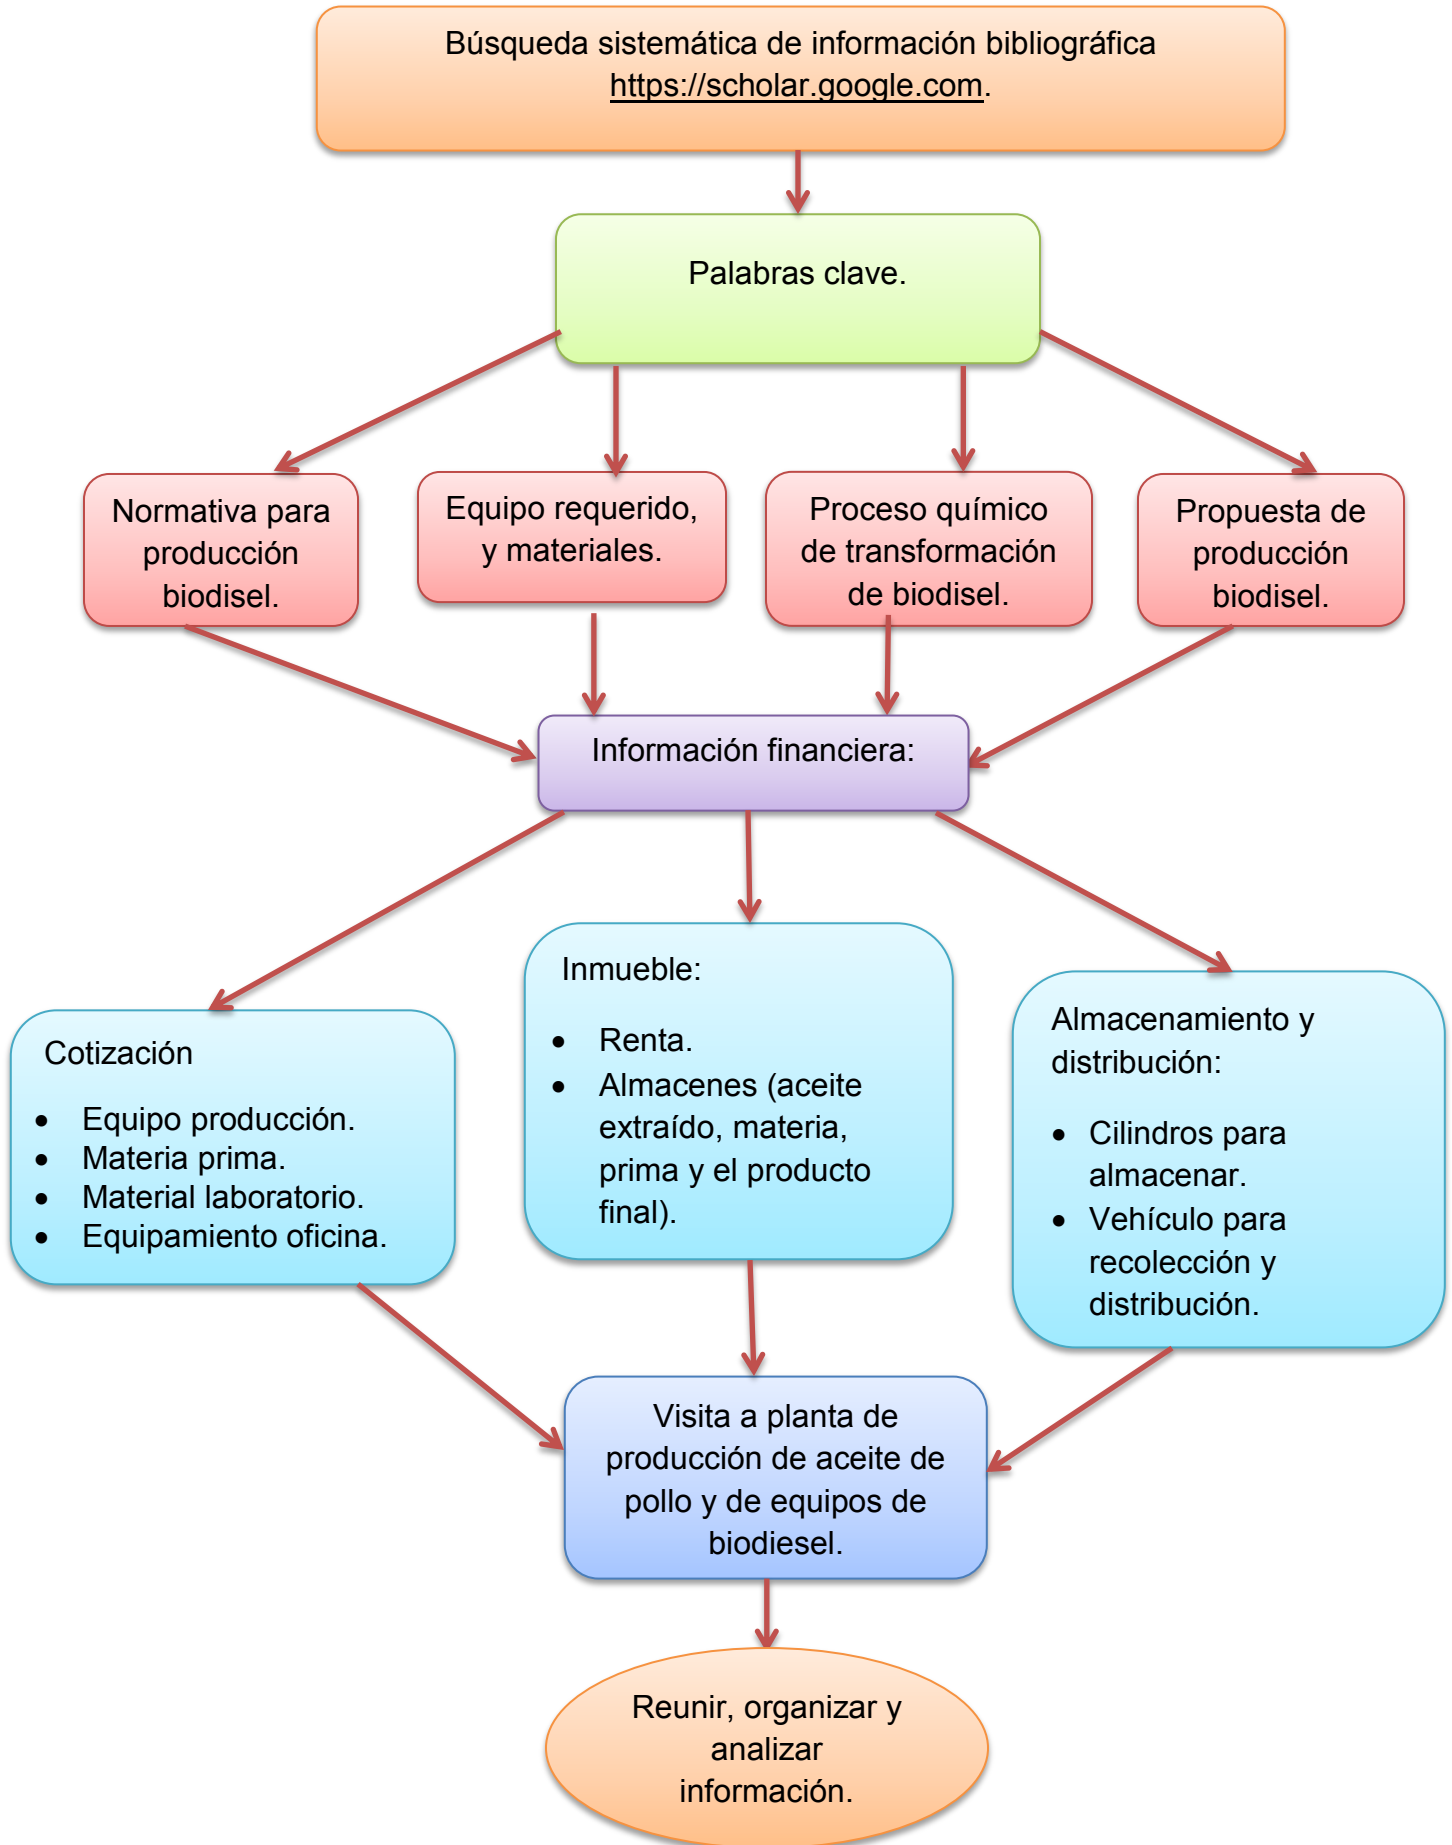 Búsqueda sistemática de información bibliográfica
https://scholar.google.com.
Palabras clave.
Normativa para
producción
biodisel.
Equipo requerido,
y materiales.
Proceso químico
de transformación
de biodisel.
Propuesta de
producción
biodisel.
Información financiera:
Cotización
• Equipo producción.
• Materia prima.
• Material laboratorio.
• Equipamiento oficina.
Inmueble:
• Renta.
• Almacenes (aceite
extraído, materia,
prima y el producto
final).
Almacenamiento y
distribución:
• Cilindros para
almacenar.
• Vehículo para
recolección y
distribución.
Visita a planta de
producción de aceite de
pollo y de equipos de
biodiesel.
Reunir, organizar y
analizar
información.